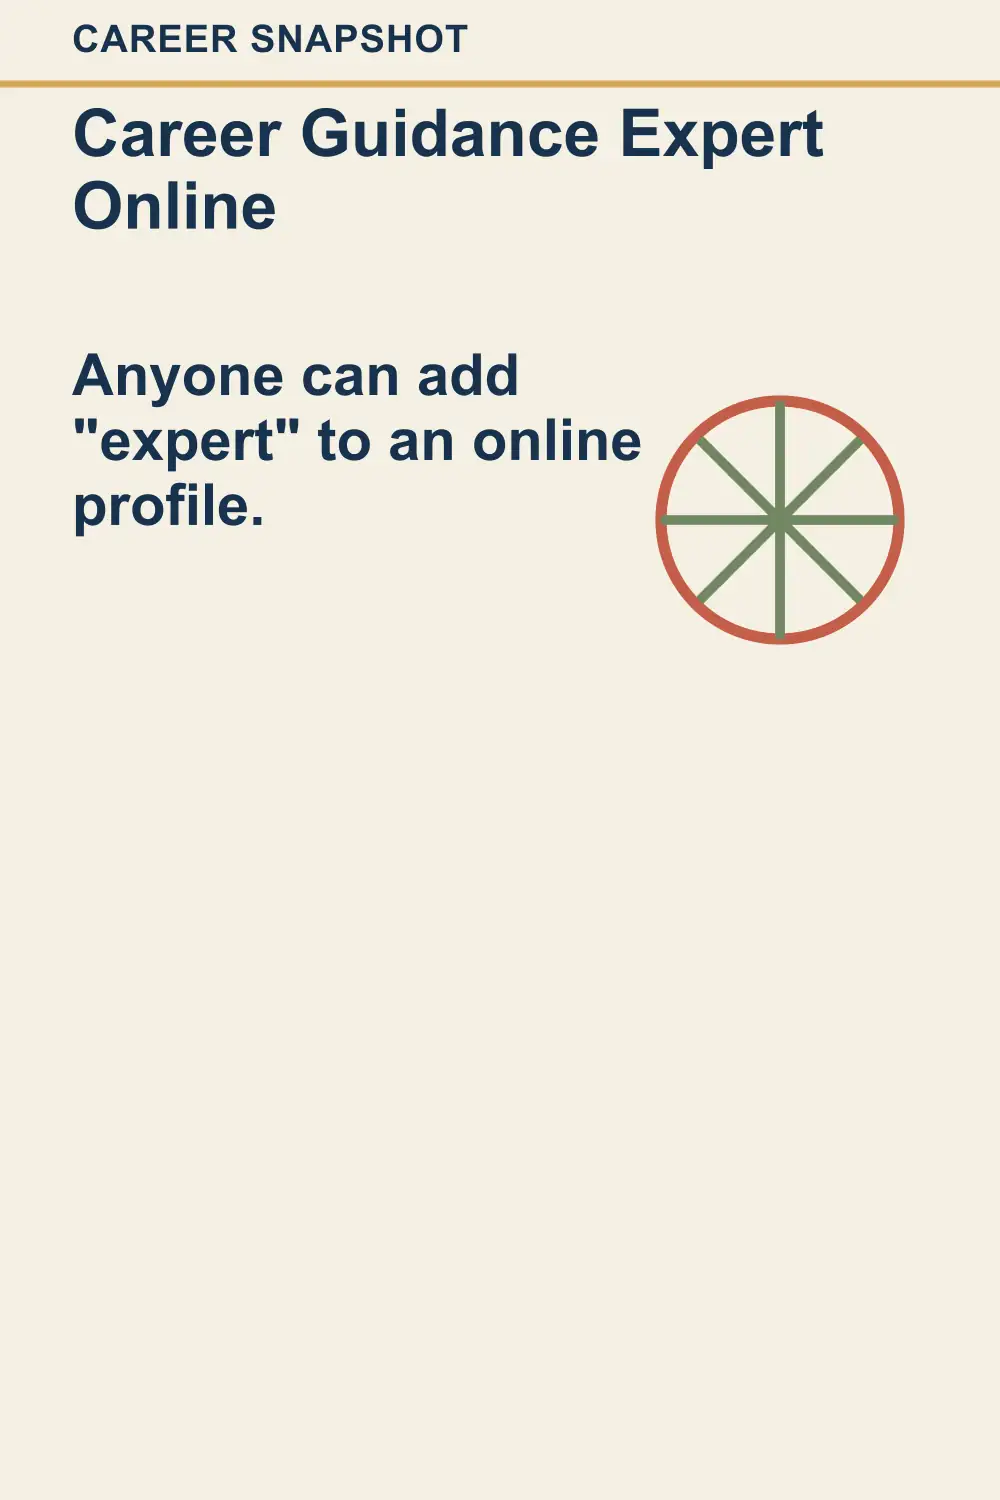 CAREER SNAPSHOT
Career Guidance Expert
Online
Anyone can add
"expert" to an online
profile.